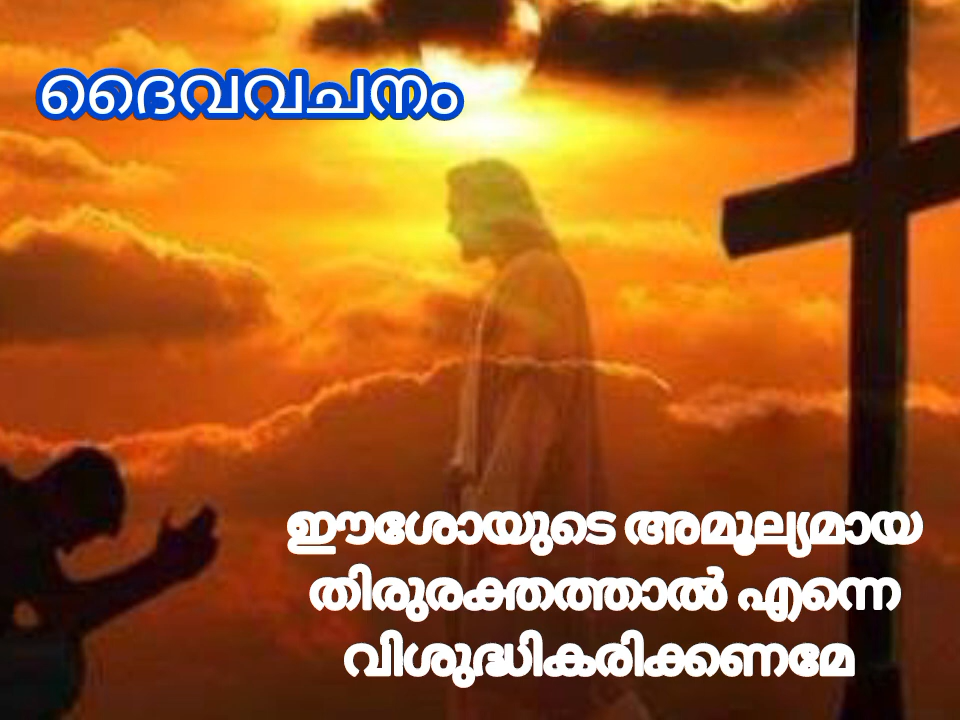 ദൈവവചനം
ഈശോയുടെ അമൂല്യമായ
തിരുരക്തത്താൽ എന്നെ
വിശുദ്ധികരിക്കണമേ